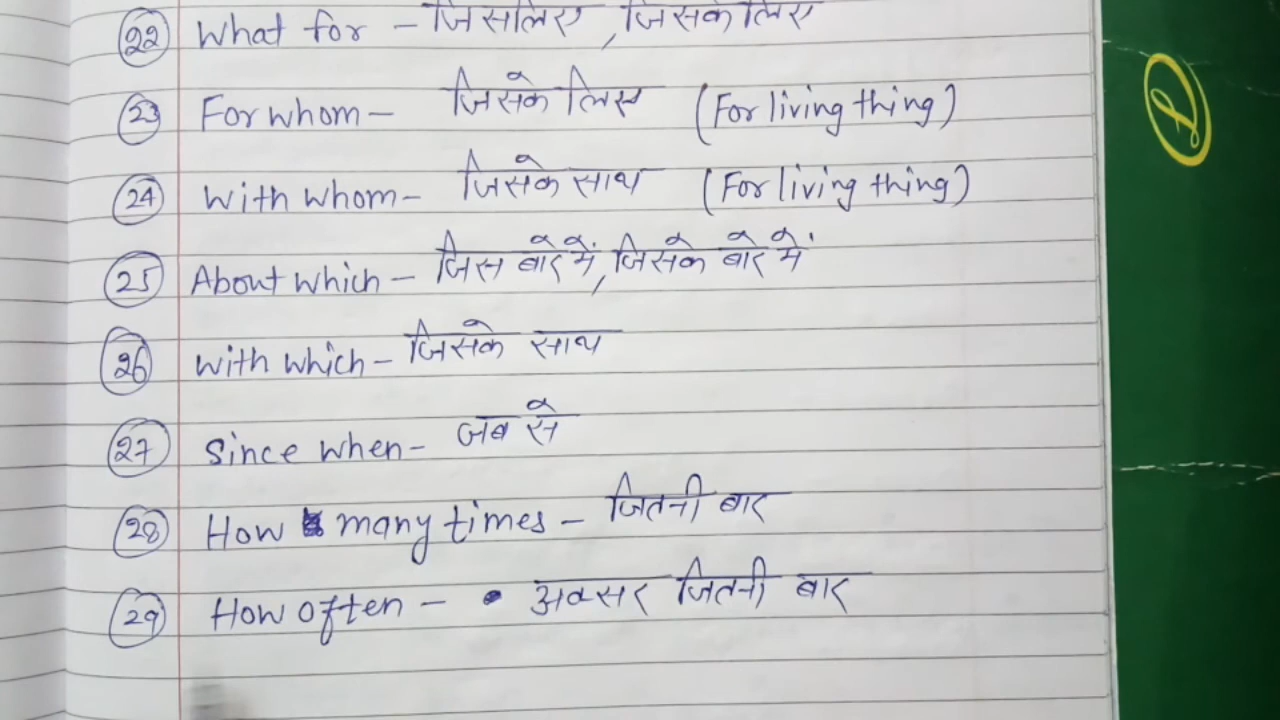 22 What for - जिसलिए, जिसके लिए
23 For whom - जिसके लिए (For living thing)
24 With whom - जिसके साथ (For living thing)
25 About which - जिस बारे में, जिसके बारे में
26 With which - जिसके साथ
27 Since when - जब से
28 How many times - जितनी बार
29 How often - अक्सर जितनी बार